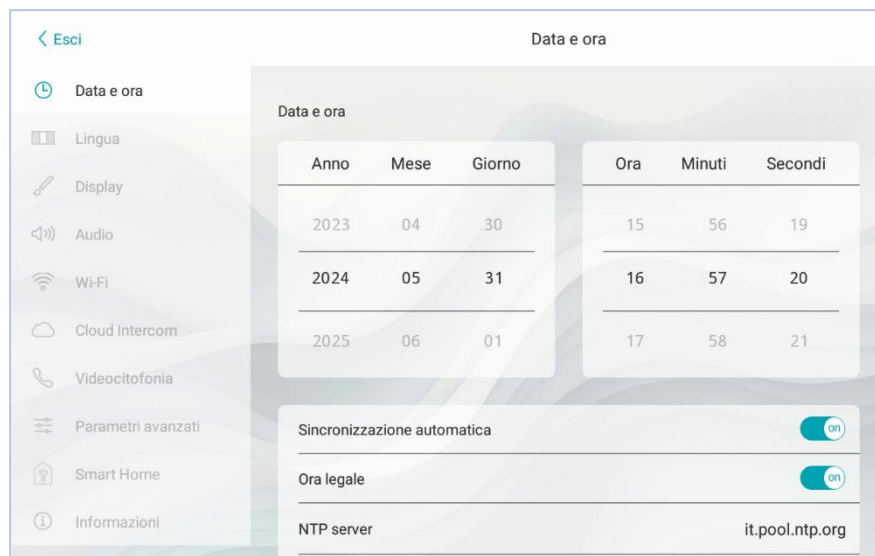 Esci
Data e ora
Data e ora
Lingua
Display
Audio
Wi-Fi
Cloud Intercom
Videocitofonia
Parametri avanzati
Smart Home
Informazioni
Data e ora
Anno Mese Giorno
2023 04 30
2024 05 31
2025 06 01
Ora Minuti Secondi
15 56 19
16 57 20
17 58 21
Sincronizzazione automatica on
Ora legale on
NTP server it.pool.ntp.org